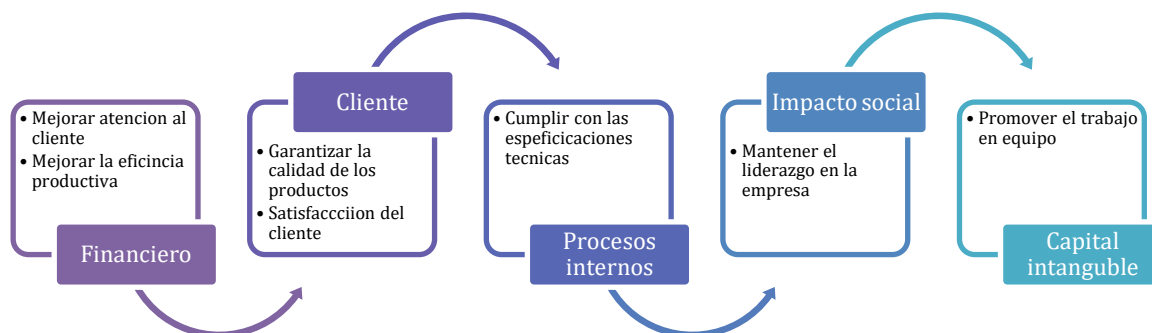 • Mejorar atencion al
cliente
• Mejorar la eficincia
productiva
Financiero
Cliente
• Garantizar la
calidad de los
productos
• Satisfaccciion del
cliente
• Cumplir con las
espeficicaciones
tecnicas
Procesos
internos
Impacto social
• Mantener el
liderazgo en la
empresa
• Promover el trabajo
en equipo
Capital
intanguble